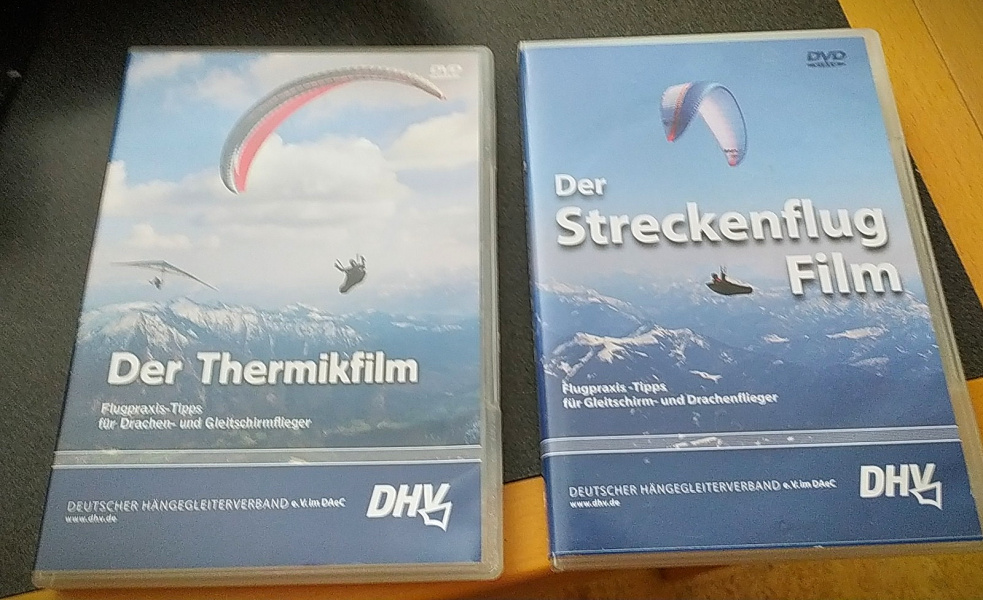 DVD
Der Thermikfilm
Flugpraxis-Tipps
für Drachen- und Gleitschirmflieger
DEUTSCHER HÄNGEGLEITERVERBAND e.V. im DAeC
www.dhv.de
DHV
DVD
Der
Streckenflug
Film
Flugpraxis -Tipps
für Gleitschirm- und Drachenflieger
DEUTSCHER HÄNGEGLEITERVERBAND e.V. im DAeC
www.dhv.de
DHV